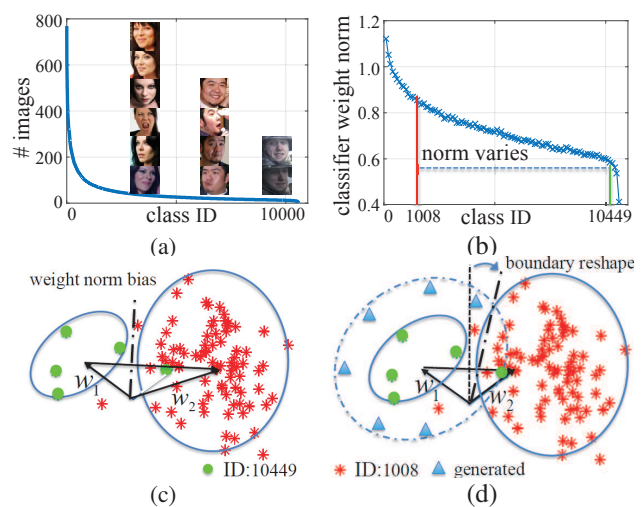 800
600
400
200
0
# images
0
class ID
10000
(a)
1.2
1.0
0.8
0.6
0.4
classifier weight norm
norm varies
0
1008
class ID
10449
(b)
weight norm bias
w1
w2
ID:10449
(c)
boundary reshape
w1
w2
ID:1008
generated
(d)